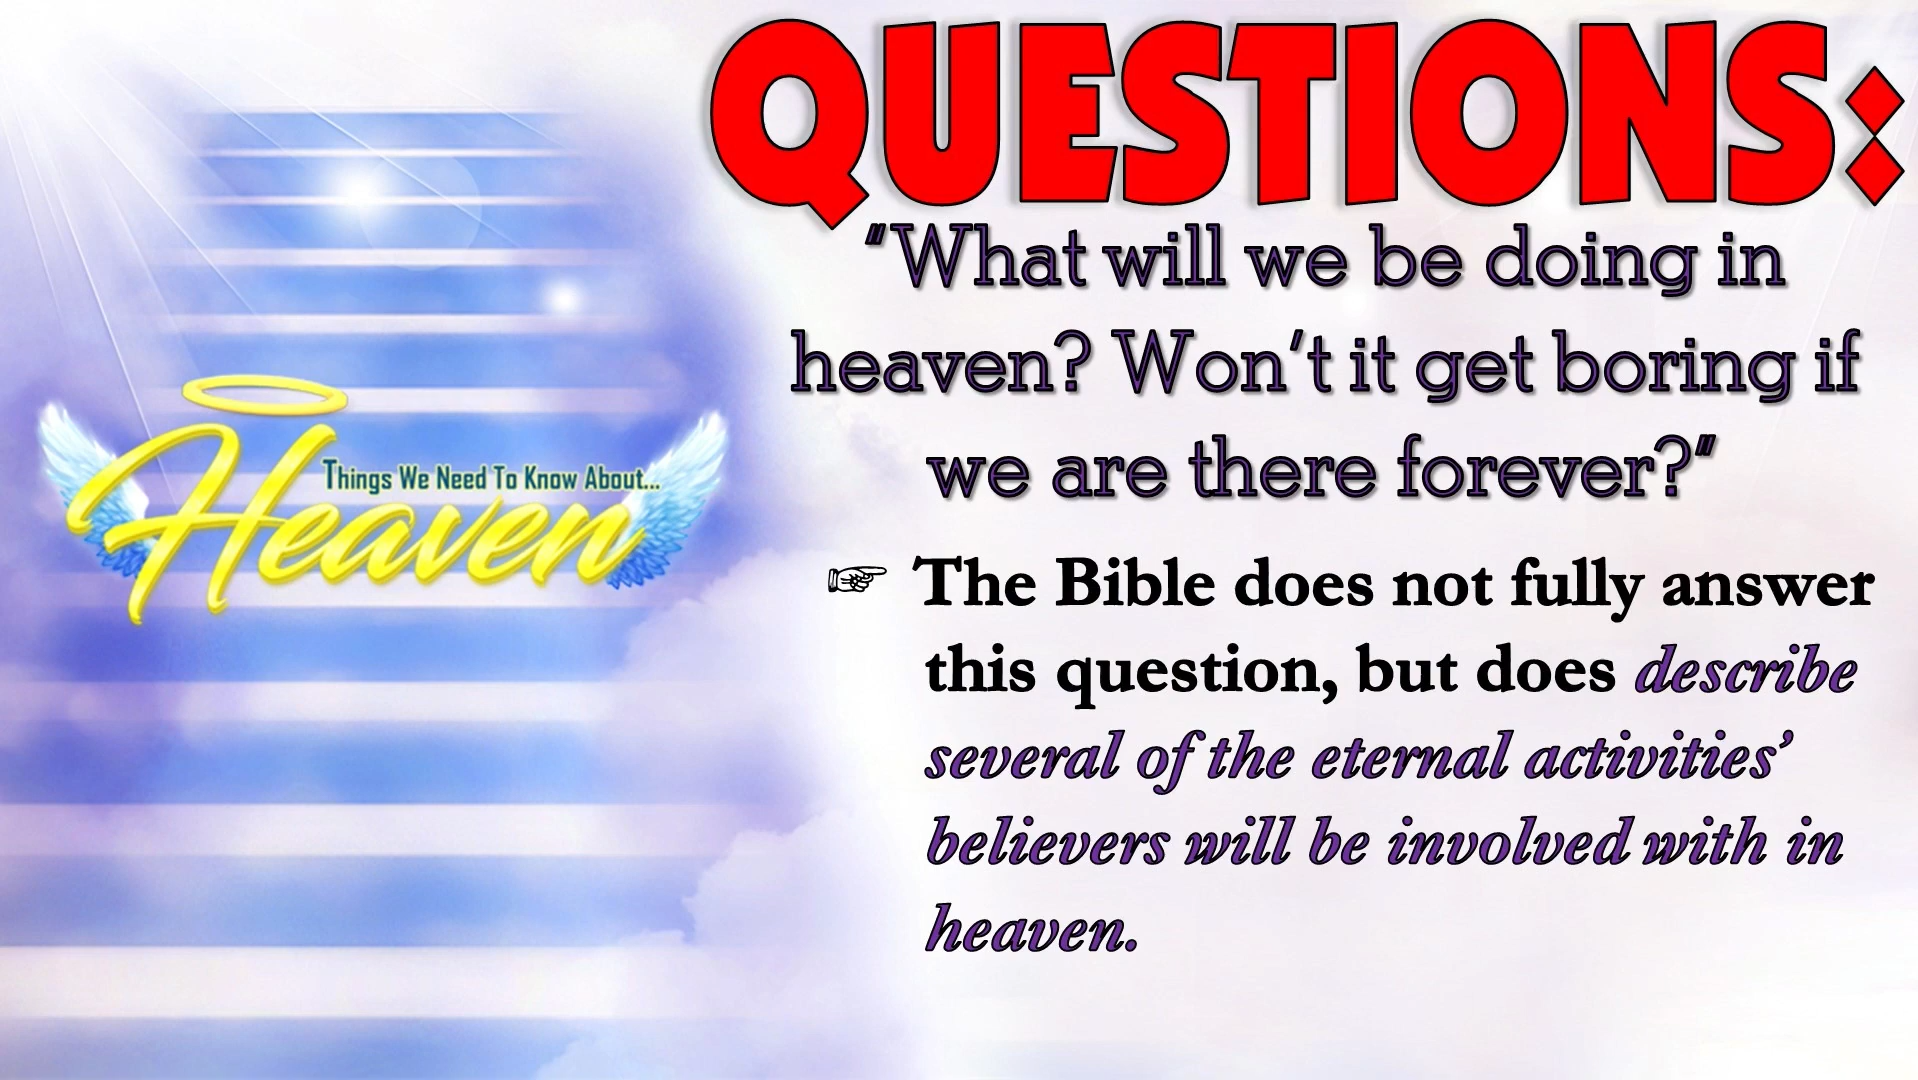 QUESTIONS:
“What will we be doing in
heaven? Won’t it get boring if
we are there forever?”
Things We Need To Know About...
Heaven
☞ The Bible does not fully answer
this question, but does describe
several of the eternal activities’
believers will be involved with in
heaven.